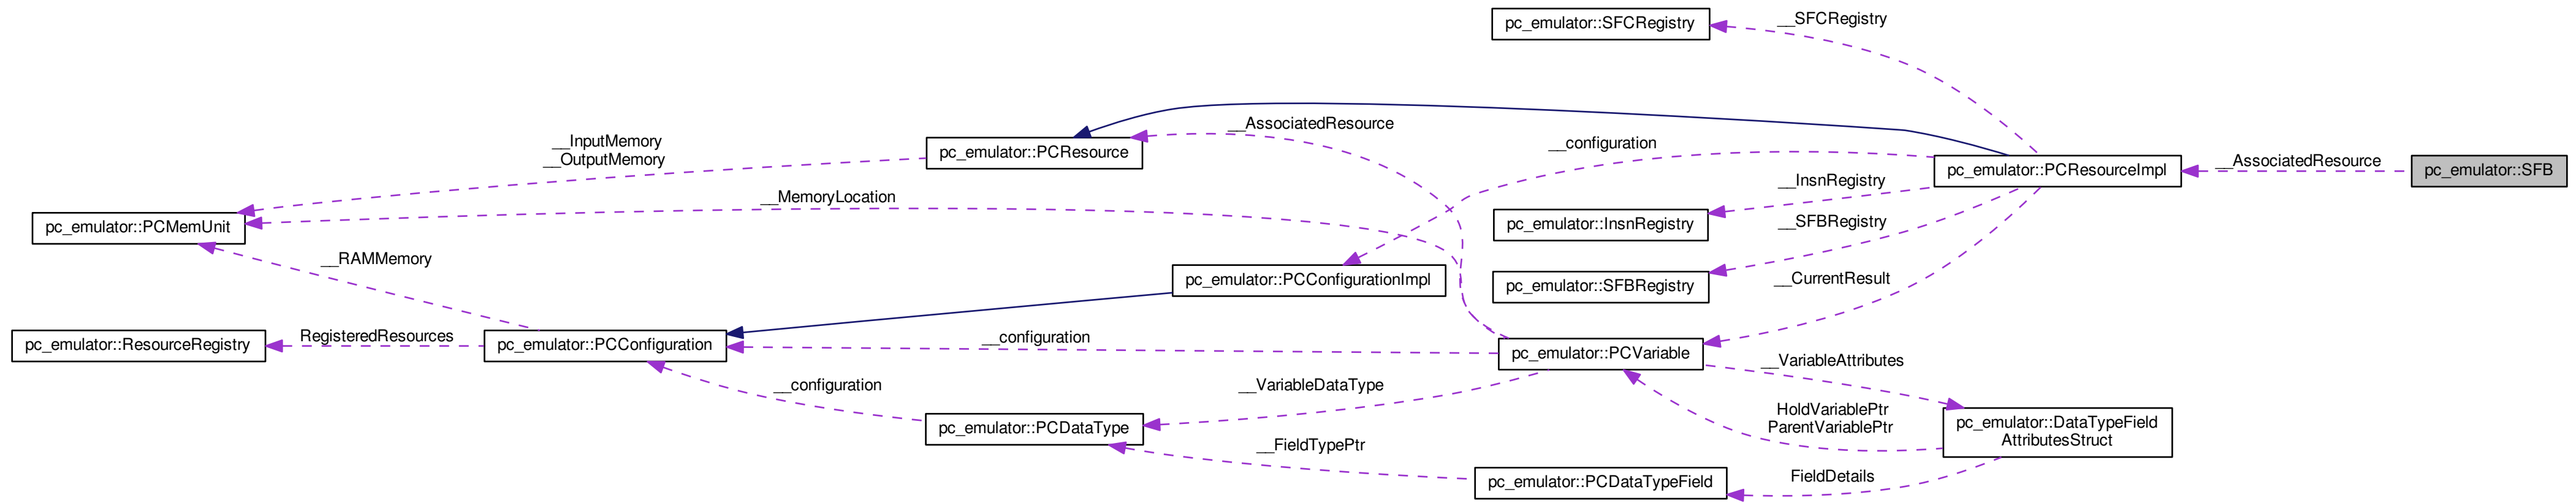 pc_emulator::SFCRegistry
__SFCRegistry
__AssociatedResource
__InputMemory
__OutputMemory
pc_emulator::PCResource
__configuration
pc_emulator::PCResourceImpl
__AssociatedResource
pc_emulator::SFB
__InsnRegistry
__MemoryLocation
pc_emulator::PCMemUnit
pc_emulator::InsnRegistry
__SFBRegistry
__RAMMemory
pc_emulator::PCConfigurationImpl
pc_emulator::SFBRegistry
__CurrentResult
pc_emulator::ResourceRegistry
RegisteredResources
pc_emulator::PCConfiguration
__configuration
pc_emulator::PCVariable
__VariableAttributes
__configuration
__VariableDataType
HoldVariablePtr
ParentVariablePtr
pc_emulator::DataTypeField
AttributesStruct
pc_emulator::PCDataType
__FieldTypePtr
pc_emulator::PCDataTypeField
FieldDetails